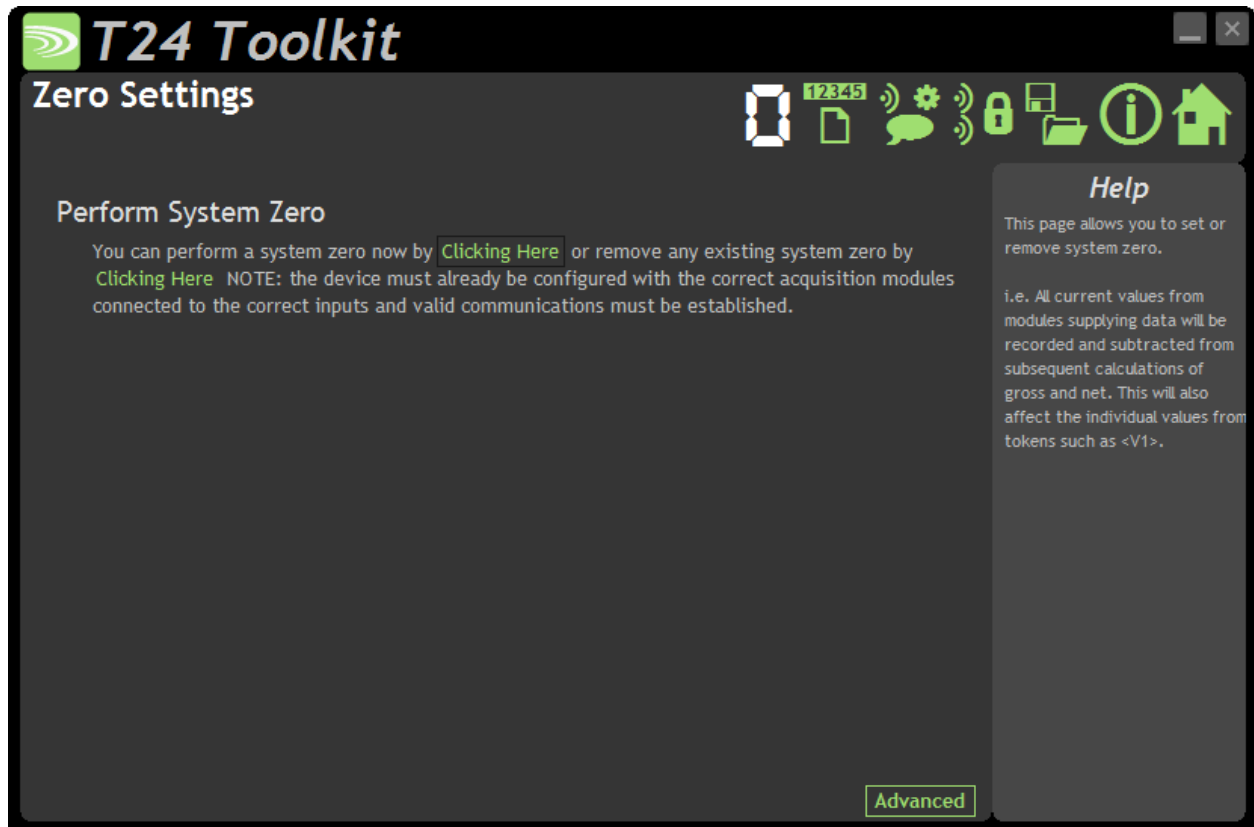 T24 Toolkit
Zero Settings
0
12345
Perform System Zero
You can perform a system zero now by Clicking Here or remove any existing system zero by
Clicking Here NOTE: the device must already be configured with the correct acquisition modules
connected to the correct inputs and valid communications must be established.
Advanced
Help
This page allows you to set or
remove system zero.
i.e. All current values from
modules supplying data will be
recorded and subtracted from
subsequent calculations of
gross and net. This will also
affect the individual values from
tokens such as <V1>.